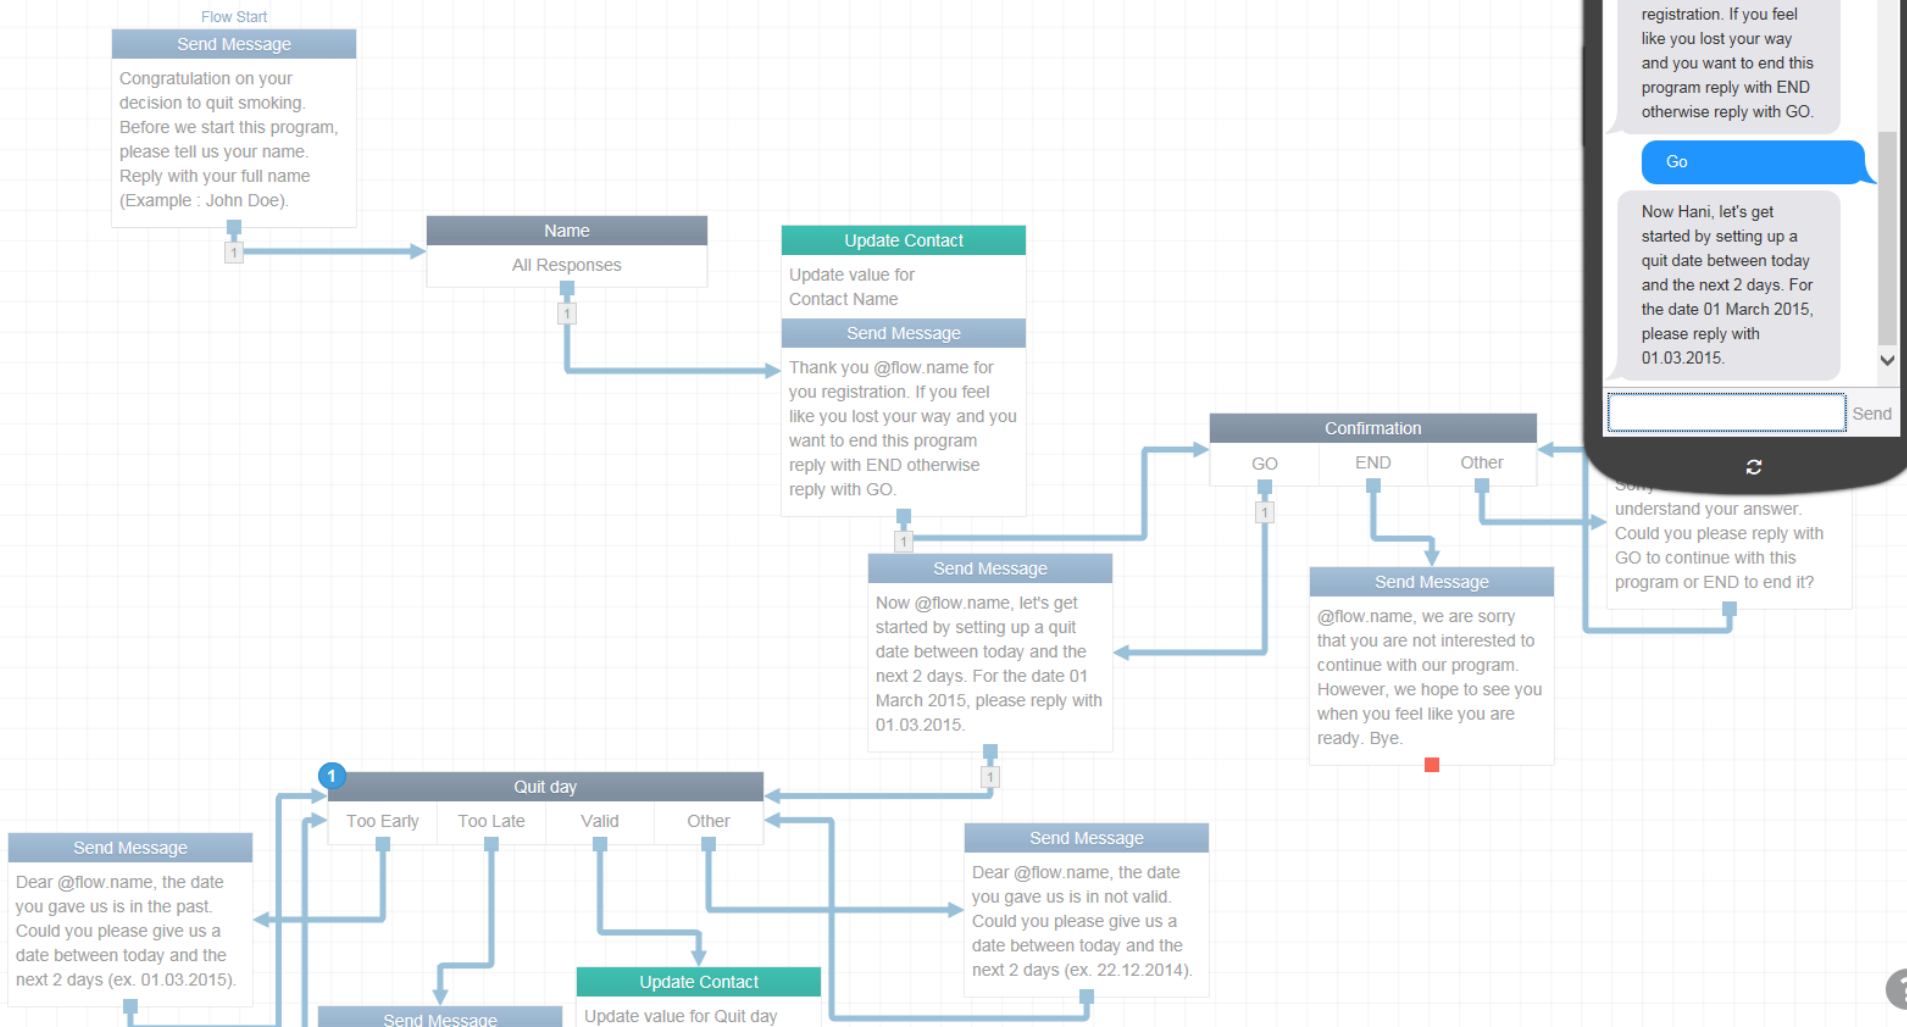 Flow Start
Send Message
Congratulation on your
decision to quit smoking.
Before we start this program,
please tell us your name.
Reply with your full name
(Example : John Doe).
1
Name
All Responses
1
Update Contact
Update value for
Contact Name
Send Message
Thank you @flow.name for
you registration. If you feel
like you lost your way and you
want to end this program
reply with END otherwise
reply with GO.
1
registration. If you feel
like you lost your way
and you want to end this
program reply with END
otherwise reply with GO.
Go
Now Hani, let's get
started by setting up a
quit date between today
and the next 2 days. For
the date 01 March 2015,
please reply with
01.03.2015.
Send
Confirmation
GO END Other
1
understand your answer.
Could you please reply with
GO to continue with this
program or END to end it?
Send Message
Now @flow.name, let's get
started by setting up a quit
date between today and the
next 2 days. For the date 01
March 2015, please reply with
01.03.2015.
1
Send Message
@flow.name, we are sorry
that you are not interested to
continue with our program.
However, we hope to see you
when you feel like you are
ready. Bye.
1
Quit day
Too Early Too Late Valid Other
Send Message
Dear @flow.name, the date
you gave us is in the past.
Could you please give us a
date between today and the
next 2 days (ex. 01.03.2015).
Send Message
Dear @flow.name, the date
you gave us is in not valid.
Could you please give us a
date between today and the
next 2 days (ex. 22.12.2014).
Send Message
Update Contact
Update value for Quit day